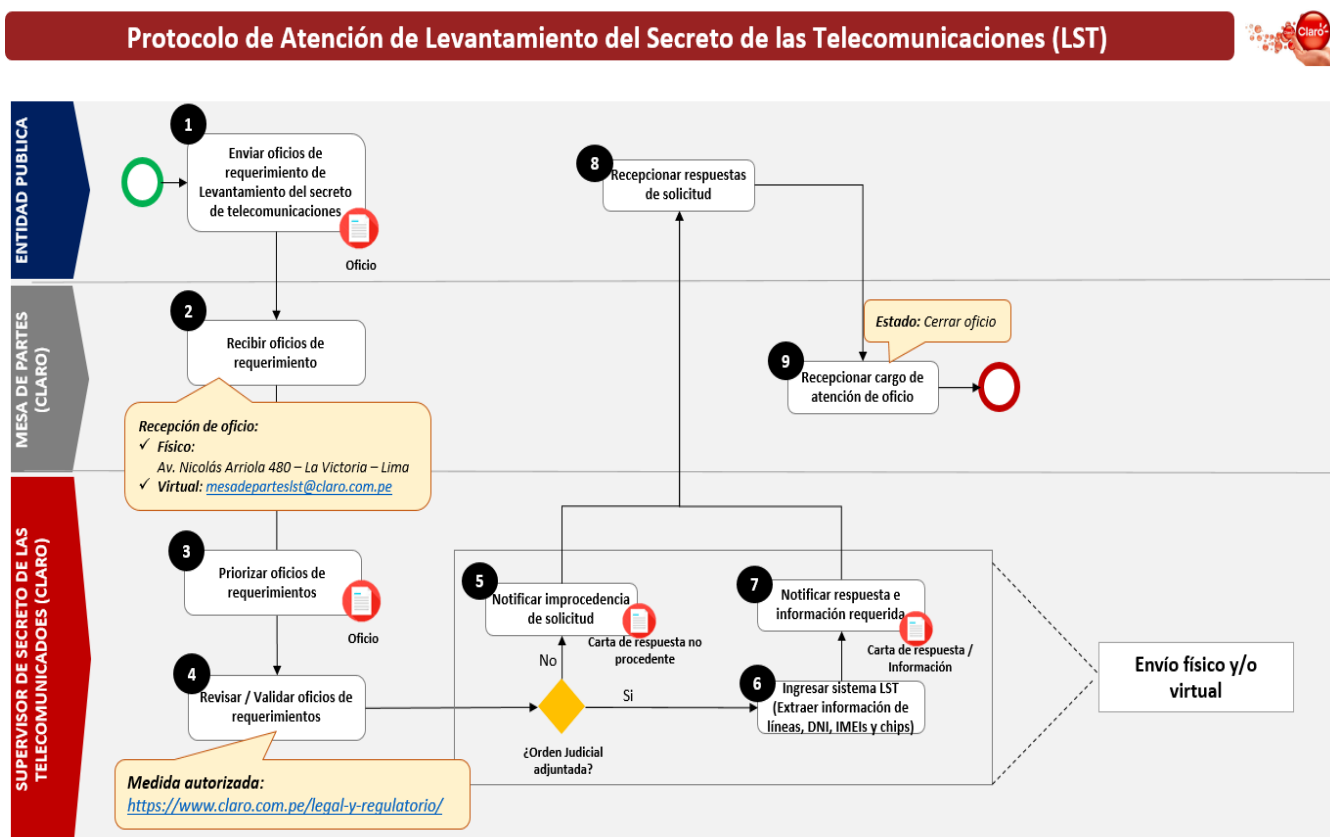 Protocolo de Atención de Levantamiento del Secreto de las Telecomunicaciones (LST)
Claro
ENTIDAD PUBLICA
1
Enviar oficios de
requerimiento de
Levantamiento del secreto
de telecomunicaciones
Oficio
8
Recepcionar respuestas
de solicitud
MESA DE PARTES
(CLARO)
2
Recibir oficios de
requerimiento
Recepción de oficio:
✓ Físico:
Av. Nicolás Arriola 480 – La Victoria – Lima
✓ Virtual: mesadeparteslst@claro.com.pe
Estado: Cerrar oficio
9
Recepcionar cargo de
atención de oficio
SUPERVISOR DE SECRETO DE LAS
TELECOMUNICADOES (CLARO)
3
Priorizar oficios de
requerimientos
Oficio
4
Revisar / Validar oficios de
requerimientos
Medida autorizada:
https://www.claro.com.pe/legal-y-regulatorio/
5
Notificar improcedencia
de solicitud
Carta de respuesta no
procedente
No
Si
¿Orden Judicial
adjuntada?
7
Notificar respuesta e
información requerida
Carta de respuesta /
Información
6
Ingresar sistema LST
(Extraer información de
líneas, DNI, IMEIs y chips)
Envío físico y/o
virtual